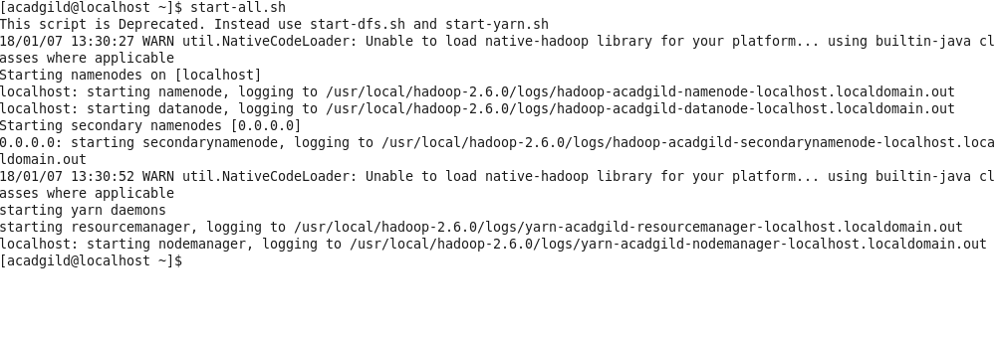 [acadgild@localhost ~]$ start-all.sh
This script is Deprecated. Instead use start-dfs.sh and start-yarn.sh
18/01/07 13:30:27 WARN util.NativeCodeLoader: Unable to load native-hadoop library for your platform... using builtin-java cl
asses where applicable
Starting namenodes on [localhost]
localhost: starting namenode, logging to /usr/local/hadoop-2.6.0/logs/hadoop-acadgild-namenode-localhost.localdomain.out
localhost: starting datanode, logging to /usr/local/hadoop-2.6.0/logs/hadoop-acadgild-datanode-localhost.localdomain.out
Starting secondary namenodes [0.0.0.0]
0.0.0.0: starting secondarynamenode, logging to /usr/local/hadoop-2.6.0/logs/hadoop-acadgild-secondarynamenode-localhost.loca
ldomain.out
18/01/07 13:30:52 WARN util.NativeCodeLoader: Unable to load native-hadoop library for your platform... using builtin-java cl
asses where applicable
starting yarn daemons
starting resourcemanager, logging to /usr/local/hadoop-2.6.0/logs/yarn-acadgild-resourcemanager-localhost.localdomain.out
localhost: starting nodemanager, logging to /usr/local/hadoop-2.6.0/logs/yarn-acadgild-nodemanager-localhost.localdomain.out
[acadgild@localhost ~]$